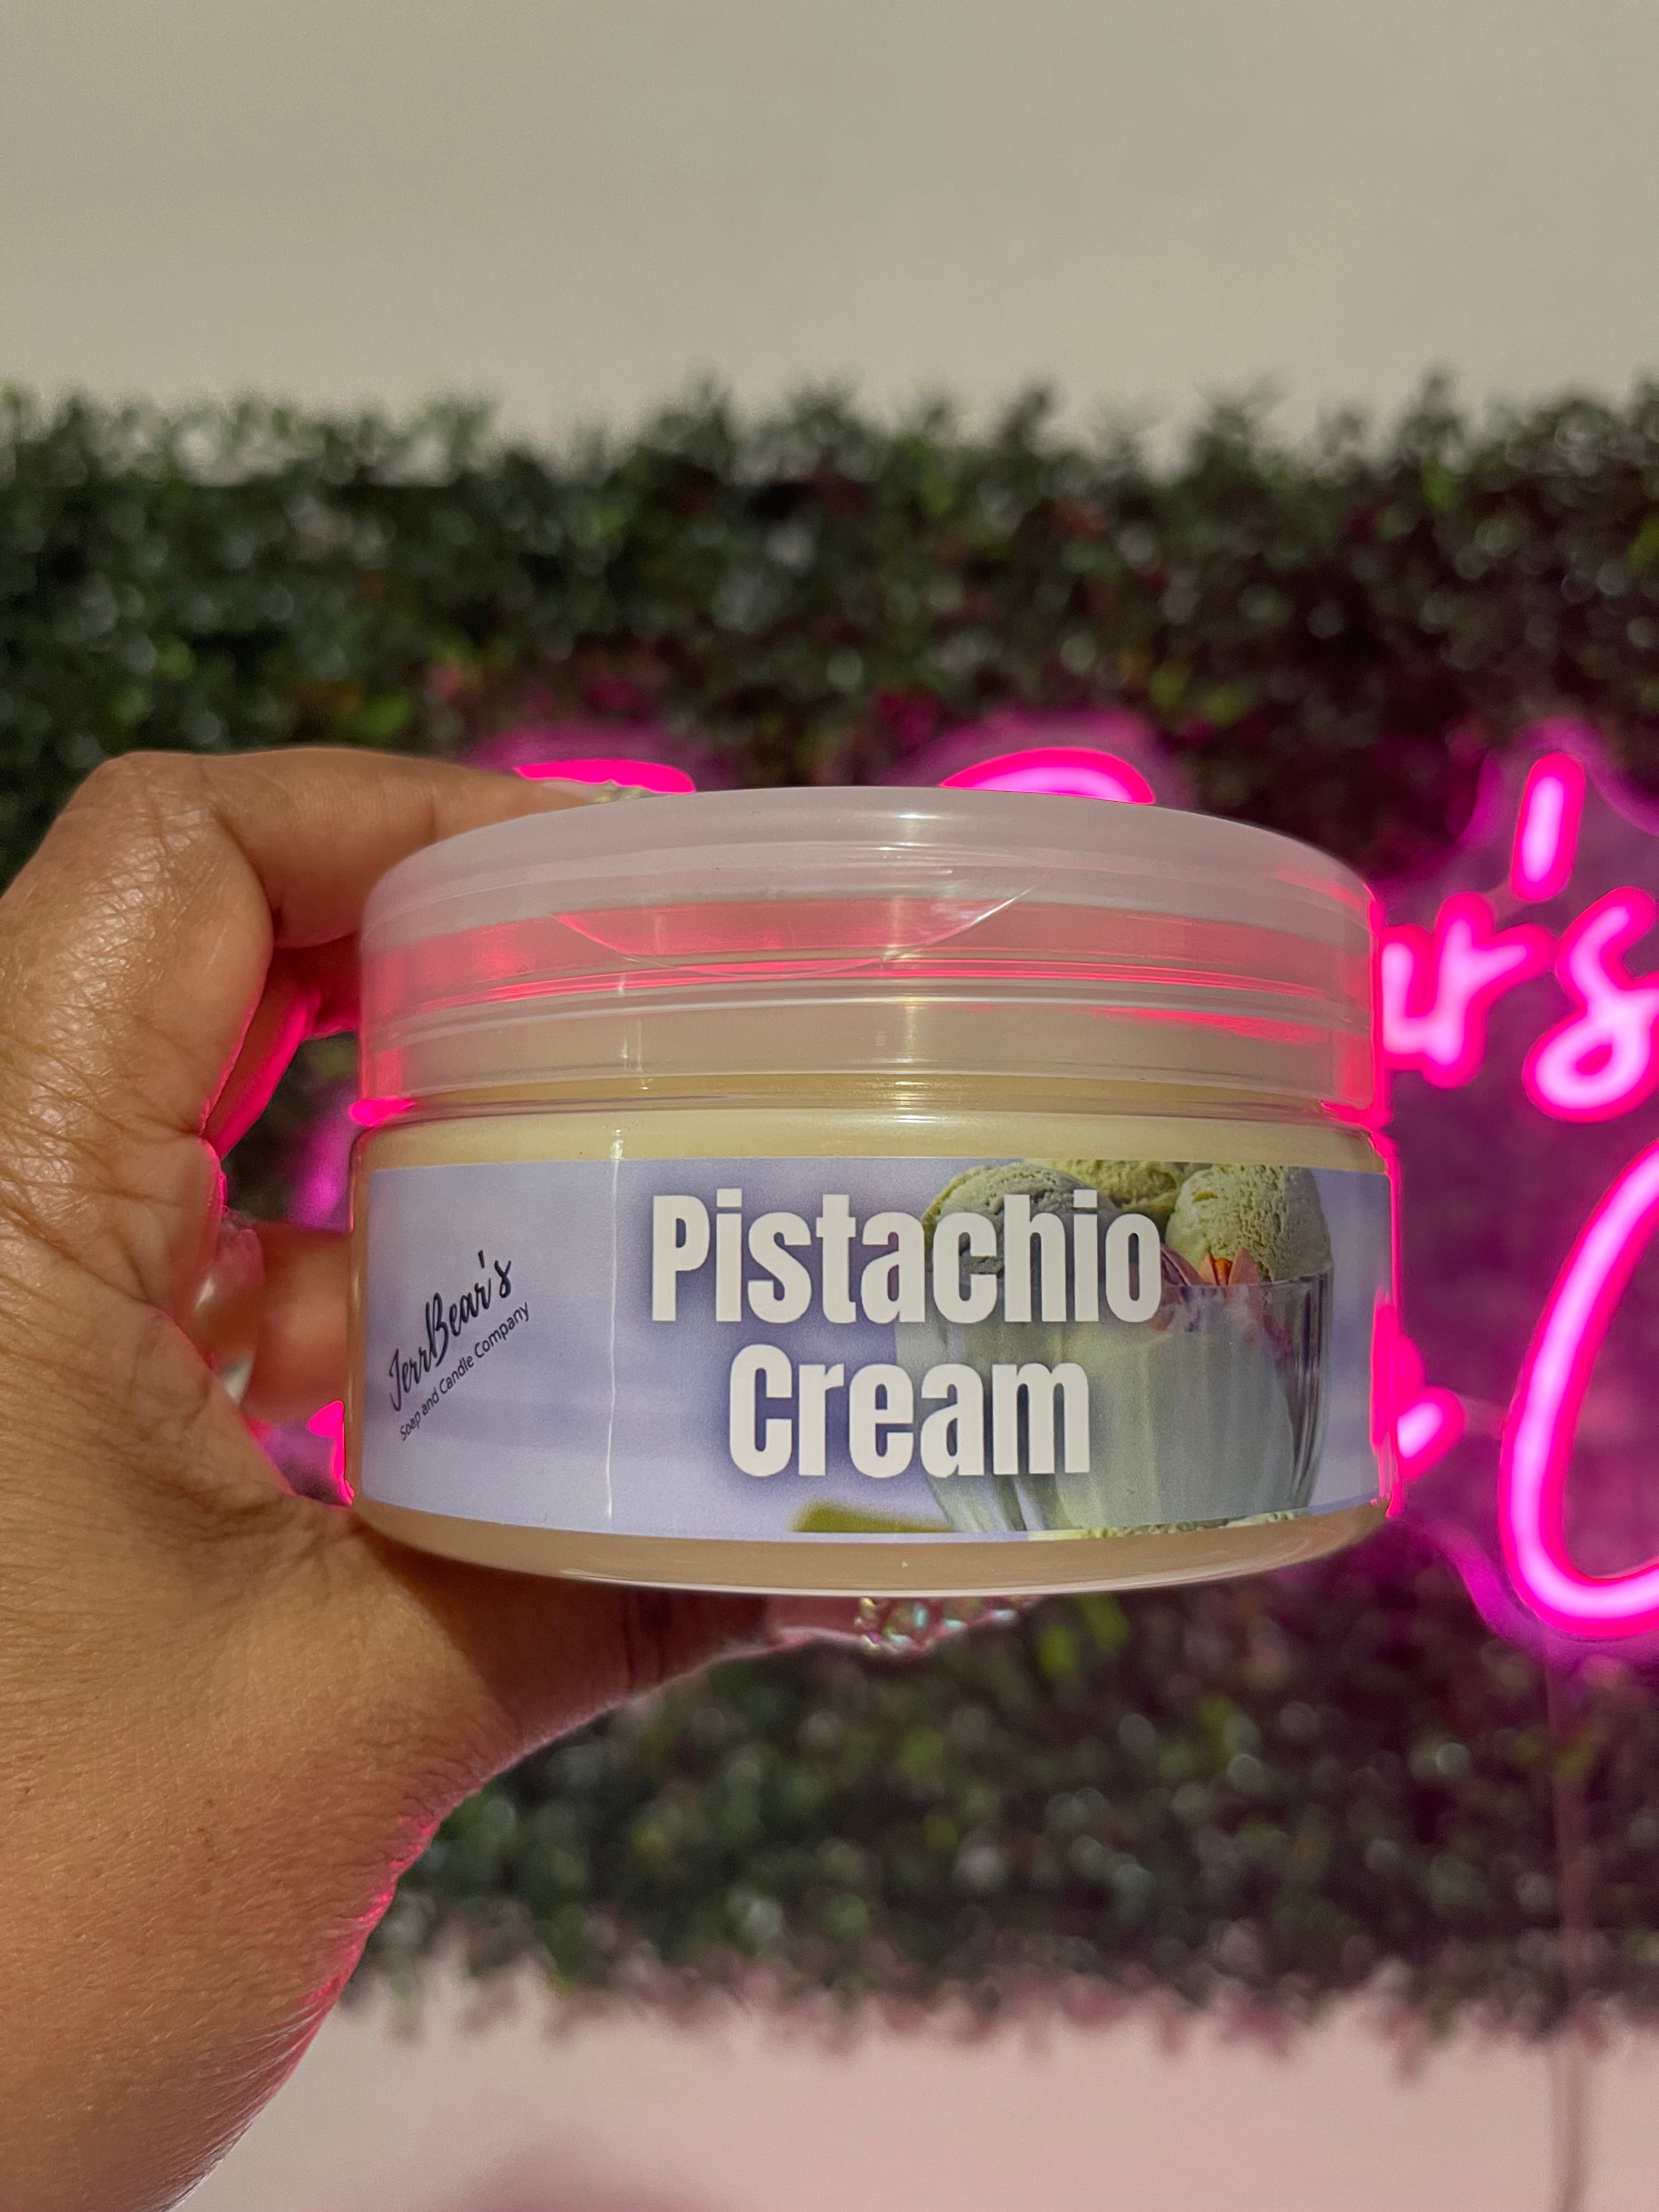 JerrBear's
Soap and Candle Company
Pistachio
Cream